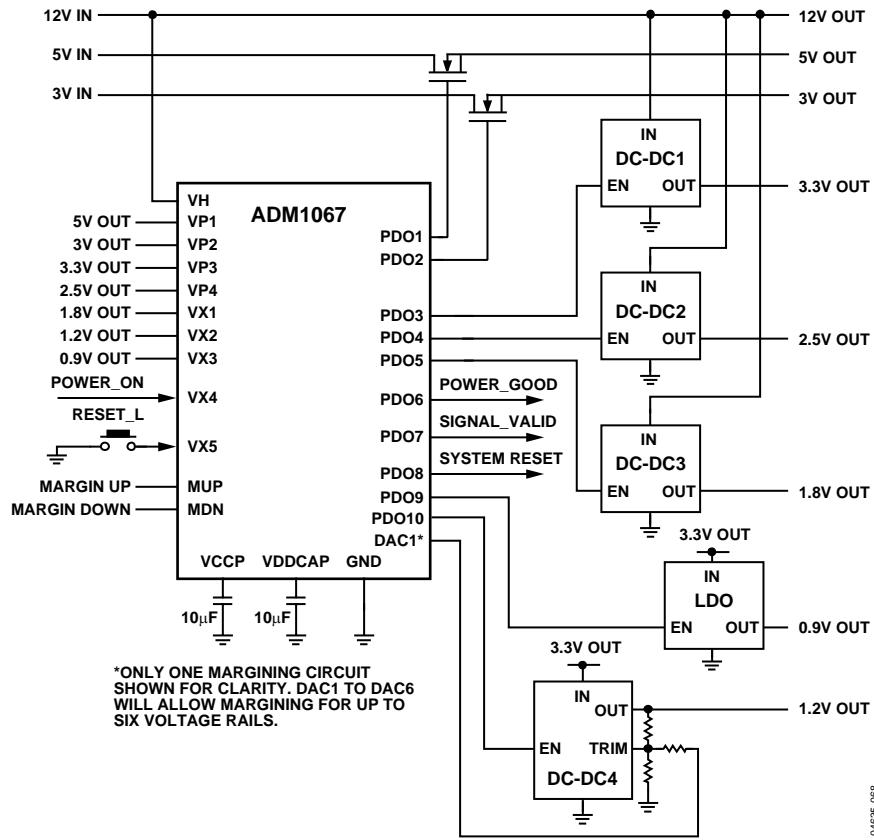 12V IN
12V OUT
5V IN
5V OUT
3V IN
3V OUT
IN
DC-DC1
EN OUT
3.3V OUT
ADM1067
VH
5V OUT VP1
3V OUT VP2
3.3V OUT VP3
2.5V OUT VP4
1.8V OUT VX1
1.2V OUT VX2
0.9V OUT VX3
POWER_ON
VX4
RESET_L
VX5
MARGIN UP MUP
MARGIN DOWN MDN
VCCP VDDCAP GND
10µF 10µF
PDO1
PDO2
PDO3
PDO4
PDO5
PDO6 POWER_GOOD
PDO7 SIGNAL_VALID
PDO8 SYSTEM RESET
PDO9
PDO10
DAC1*
IN
DC-DC2
EN OUT
2.5V OUT
IN
DC-DC3
EN OUT
1.8V OUT
3.3V OUT
IN
LDO
EN OUT
0.9V OUT
3.3V OUT
IN
OUT
1.2V OUT
EN TRIM
DC-DC4
*ONLY ONE MARGINING CIRCUIT
SHOWN FOR CLARITY. DAC1 TO DAC6
WILL ALLOW MARGINING FOR UP TO
SIX VOLTAGE RAILS.
04635-068